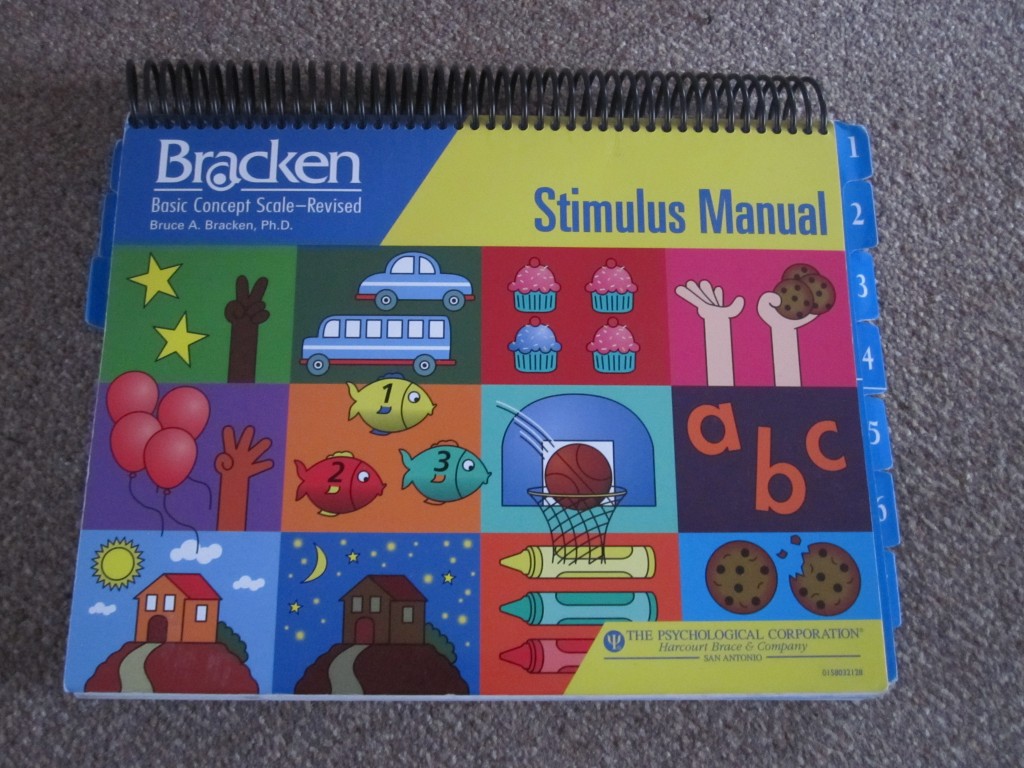 Bracken
Basic Concept Scale–Revised
Bruce A. Bracken, Ph.D.
Stimulus Manual
1
2
3
4
5
6
1
2
3
a b c
THE PSYCHOLOGICAL CORPORATION®
Harcourt Brace & Company
SAN ANTONIO
0158032128